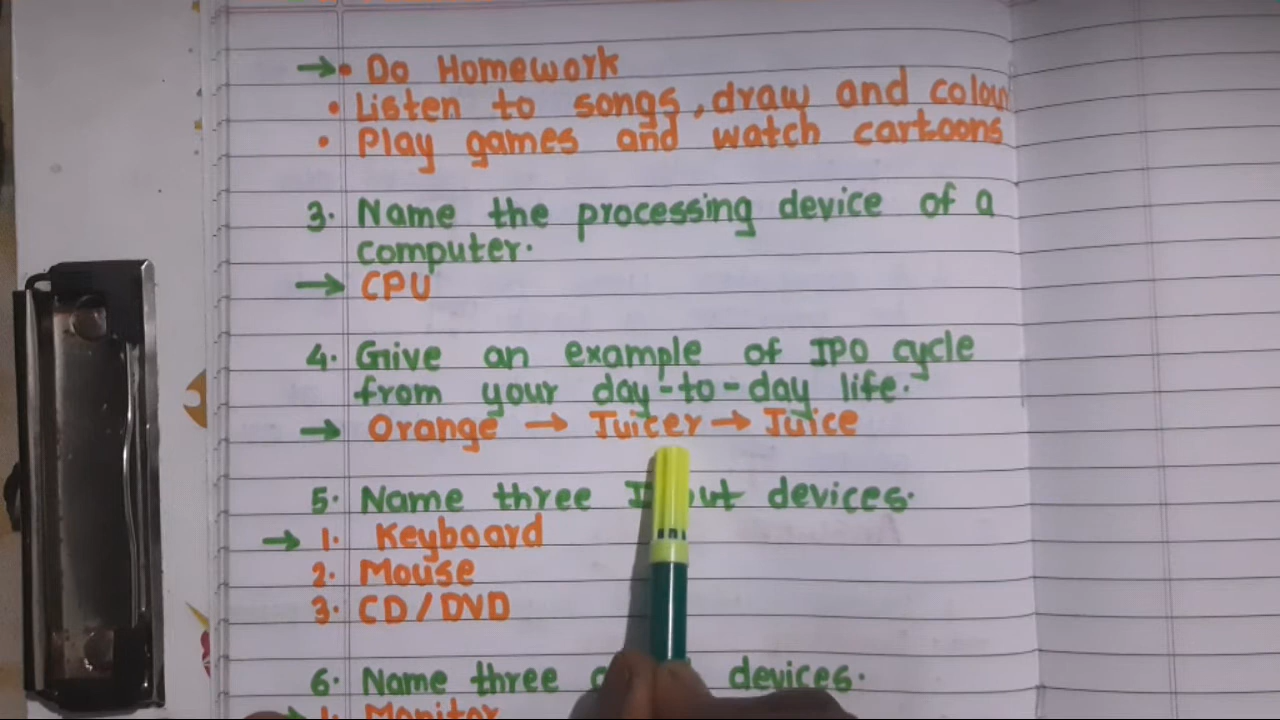 → • Do Homework
• Listen to songs, draw and colour
• Play games and watch cartoons
3. Name the processing device of a
computer.
→ CPU
4. Give an example of IPO cycle
from your day-to-day life.
→ Orange → Juicer → Juice
5. Name three devices.
→ 1. Keyboard
2. Mouse
3. CD/DVD
6. Name three devices.
→ 1. Monitor